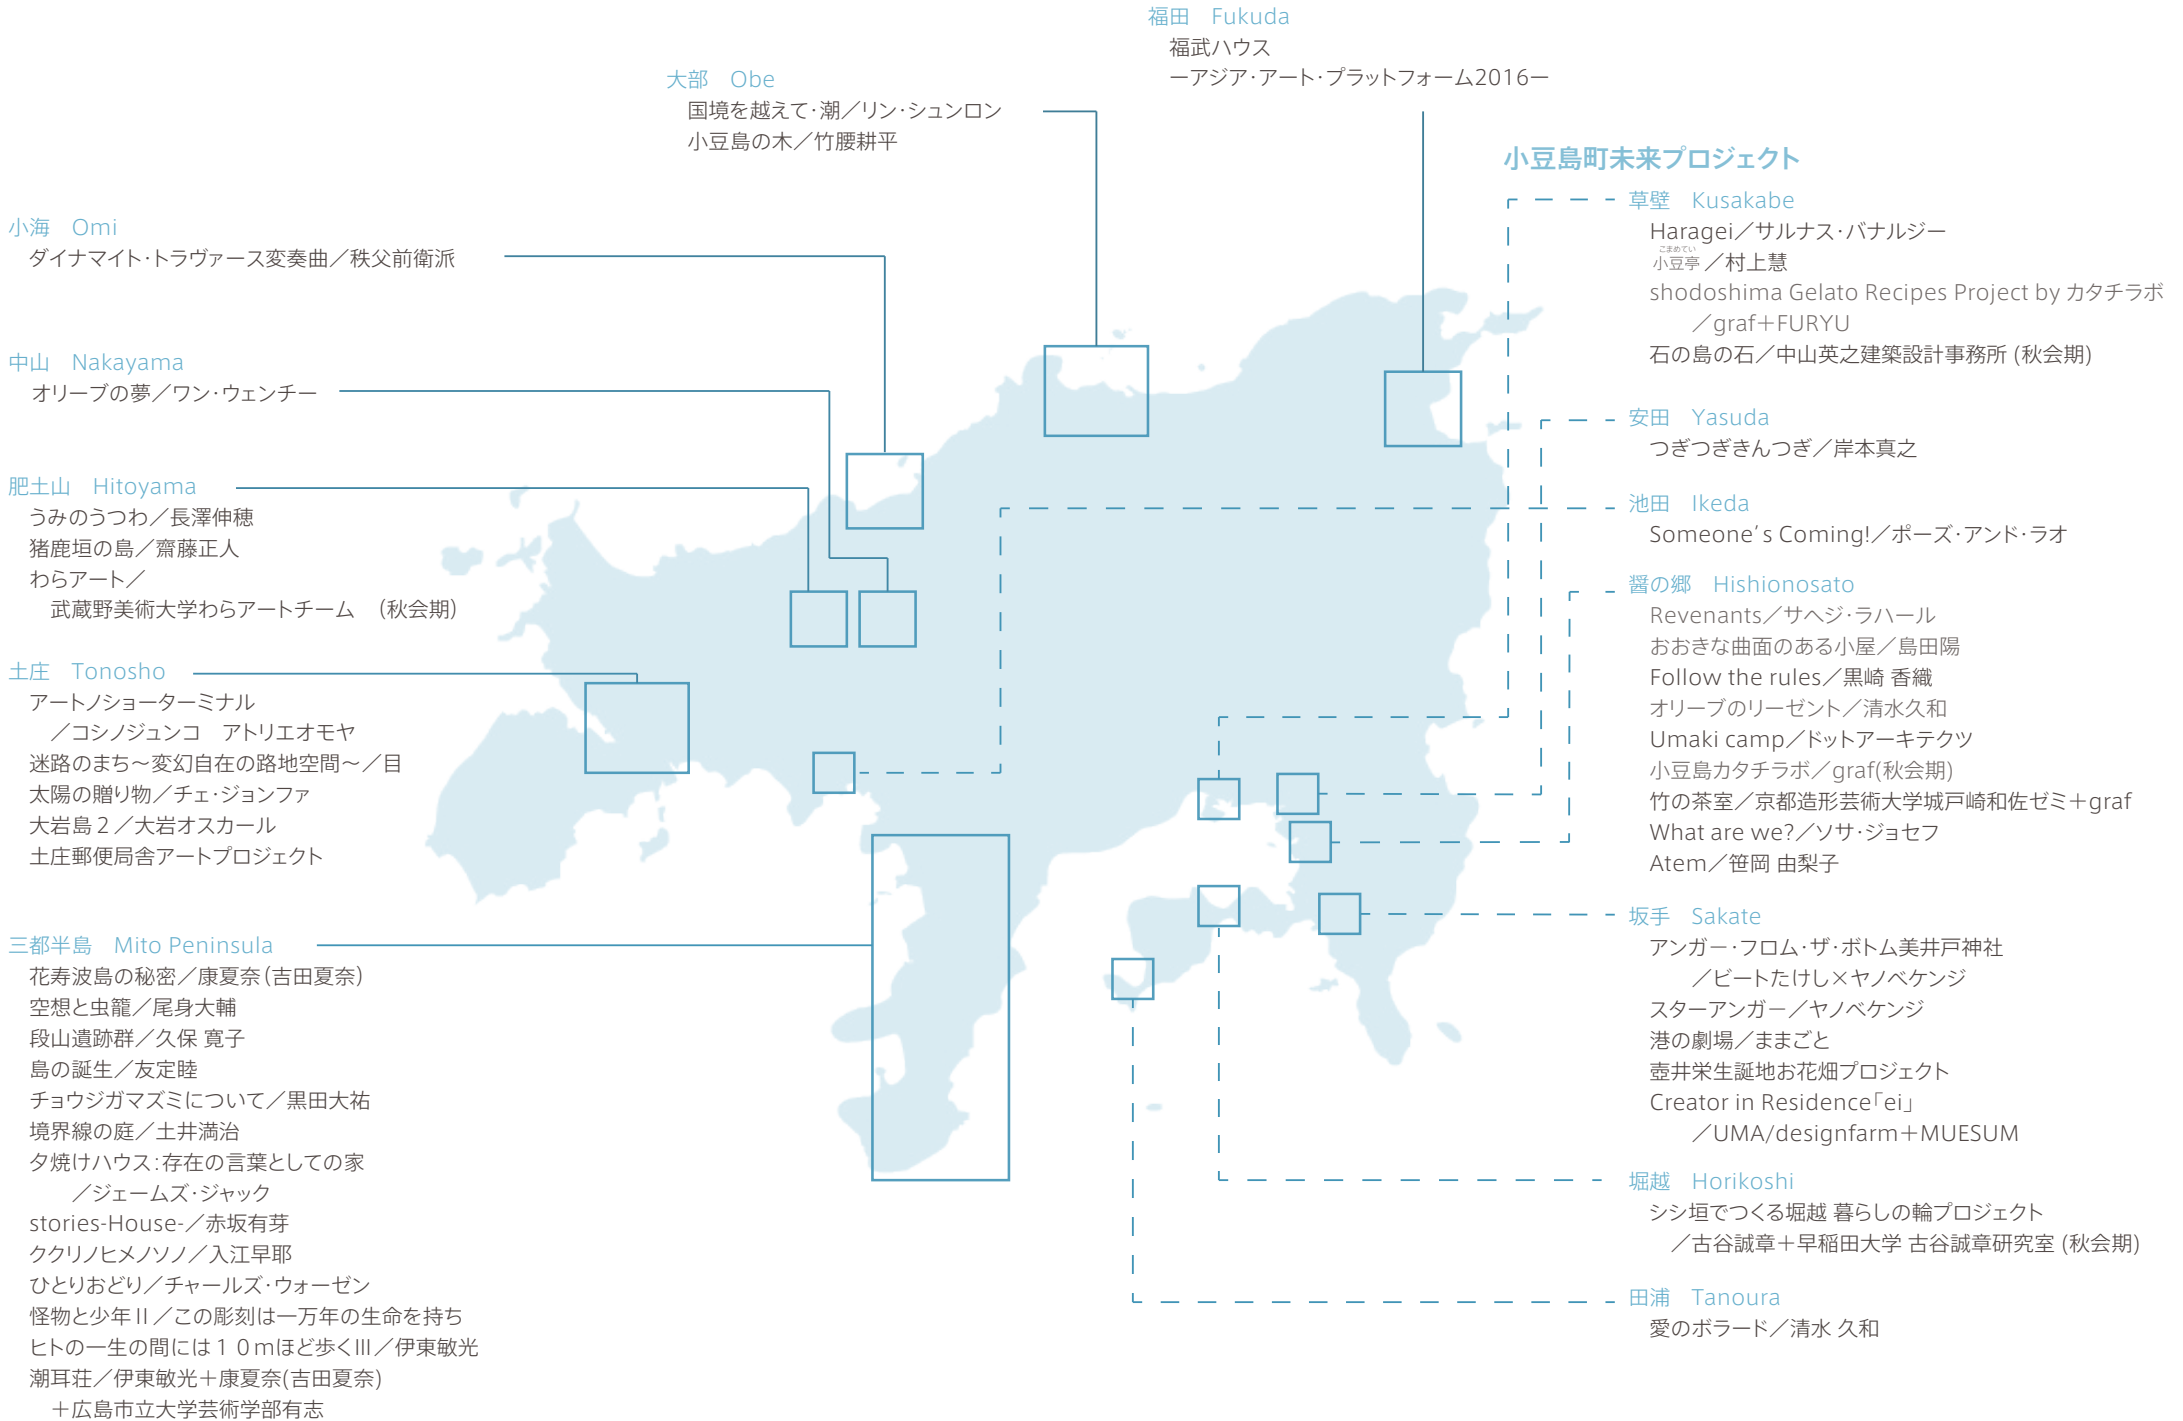 福田　Fukuda
福武ハウス
ーアジア・アート・プラットフォーム2016ー
大部　Obe
国境を越えて・潮／リン・シュンロン
小豆島の木／竹腰耕平
小海　Omi
ダイナマイト・トラヴァース変奏曲／秩父前衛派
中山　Nakayama
オリーブの夢／ワン・ウェンチー
肥土山　Hitoyama
うみのうつわ／長澤伸穂
猪鹿垣の島／齋藤正人
わらアート／
武蔵野美術大学わらアートチーム　（秋会期）
土庄　Tonosho
アートノショーターミナル
／コシノジュンコ　アトリエオモヤ
迷路のまち～変幻自在の路地空間～／目
太陽の贈り物／チェ・ジョンファ
大岩島２／大岩オスカール
土庄郵便局舎アートプロジェクト
三都半島　Mito Peninsula
花寿波島の秘密／康夏奈（吉田夏奈）
空想と虫籠／尾身大輔
段山遺跡群／久保 寛子
島の誕生／友定睦
チョウジガマズミについて／黒田大祐
境界線の庭／土井満治
夕焼けハウス：存在の言葉としての家
／ジェームズ・ジャック
stories-House-／赤坂有芽
ククリノヒメノソノ／入江早耶
ひとりおどり／チャールズ・ウォーゼン
怪物と少年Ⅱ／この彫刻は一万年の生命を持ち
ヒトの一生の間には１０ｍほど歩くⅢ／伊東敏光
潮耳荘／伊東敏光＋康夏奈(吉田夏奈)
＋広島市立大学芸術学部有志
小豆島町未来プロジェクト
草壁　Kusakabe
Haragei／サルナス・バナルジー
こまめてい
小豆亭／村上慧
shodoshima Gelato Recipes Project by カタチラボ
／graf＋FURYU
石の島の石／中山英之建築設計事務所 (秋会期)
安田　Yasuda
つぎつぎきんつぎ／岸本真之
池田　Ikeda
Someone’s Coming!／ポーズ・アンド・ラオ
醤の郷　Hishionosato
Revenants／サヘジ・ラハール
おおきな曲面のある小屋／島田陽
Follow the rules／黒崎 香織
オリーブのリーゼント／清水久和
Umaki camp／ドットアーキテクツ
小豆島カタチラボ／graf(秋会期)
竹の茶室／京都造形芸術大学城戸崎和佐ゼミ＋graf
What are we?／ソサ・ジョセフ
Atem／笹岡 由梨子
坂手　Sakate
アンガー・フロム・ザ・ボトム美井戸神社
／ビートたけし×ヤノベケンジ
スターアンガー／ヤノベケンジ
港の劇場／ままごと
壺井栄生誕地お花畑プロジェクト
Creator in Residence「ei」
／UMA/designfarm＋MUESUM
堀越　Horikoshi
シシ垣でつくる堀越 暮らしの輪プロジェクト
／古谷誠章＋早稲田大学 古谷誠章研究室 (秋会期)
田浦　Tanoura
愛のボラード／清水 久和